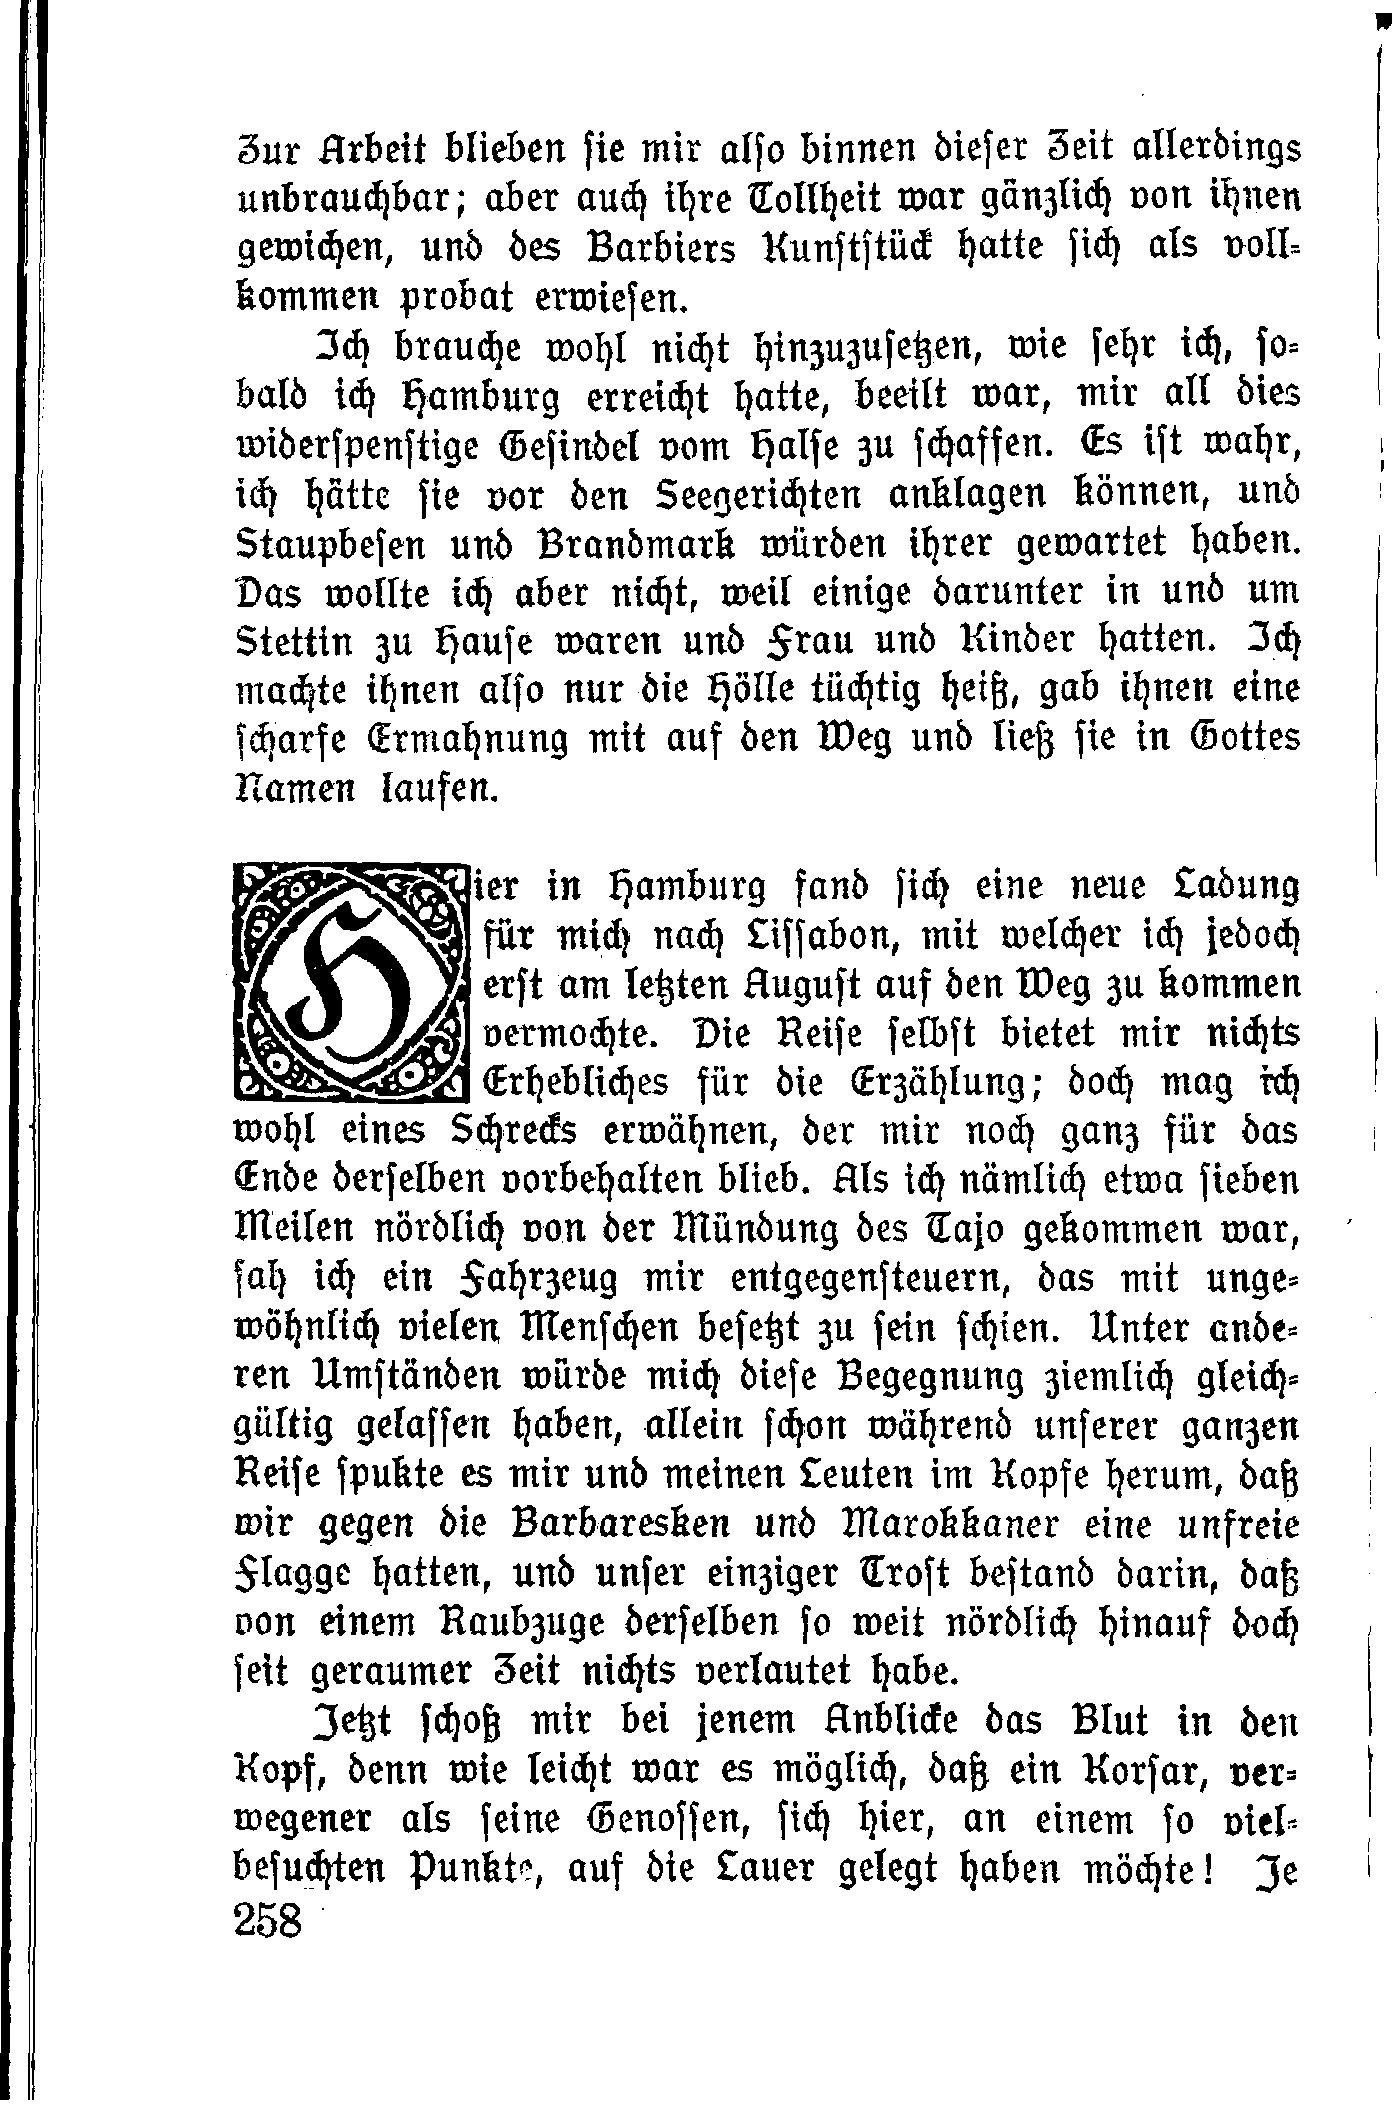 Zur Arbeit blieben sie mir also binnen dieser Zeit allerdings
unbrauchbar; aber auch ihre Tollheit war gänzlich von ihnen
gewichen, und des Barbiers Kunststück hatte sich als voll-
kommen probat erwiesen.
Ich brauche wohl nicht hinzuzusetzen, wie sehr ich, so-
bald ich Hamburg erreicht hatte, beeilt war, mir all dies
widerspenstige Gesindel vom Halse zu schaffen. Es ist wahr,
ich hätte sie vor den Seegerichten anklagen können, und
Staupbesen und Brandmark würden ihrer gewartet haben.
Das wollte ich aber nicht, weil einige darunter in und um
Stettin zu Hause waren und Frau und Kinder hatten. Ich
machte ihnen also nur die Hölle tüchtig heiß, gab ihnen eine
scharfe Ermahnung mit auf den Weg und ließ sie in Gottes
Namen laufen.
Hier in Hamburg fand sich eine neue Ladung
für mich nach Lissabon, mit welcher ich jedoch
erst am letzten August auf den Weg zu kommen
vermochte. Die Reise selbst bietet mir nichts
Erhebliches für die Erzählung; doch mag ich
wohl eines Schrecks erwähnen, der mir noch ganz für das
Ende derselben vorbehalten blieb. Als ich nämlich etwa sieben
Meilen nördlich von der Mündung des Tajo gekommen war,
sah ich ein Fahrzeug mir entgegensteuern, das mit unge-
wöhnlich vielen Menschen besetzt zu sein schien. Unter ande-
ren Umständen würde mich diese Begegnung ziemlich gleich-
gültig gelassen haben, allein schon während unserer ganzen
Reise spukte es mir und meinen Leuten im Kopfe herum, daß
wir gegen die Barbaresken und Marokkaner eine unfreie
Flagge hatten, und unser einziger Trost bestand darin, daß
von einem Raubzuge derselben so weit nördlich hinauf doch
seit geraumer Zeit nichts verlautet habe.
Jetzt schoß mir bei jenem Anblicke das Blut in den
Kopf, denn wie leicht war es möglich, daß ein Korsar, ver-
wegener als seine Genossen, sich hier, an einem so viel-
besuchten Punkte, auf die Lauer gelegt haben möchte! Je
258